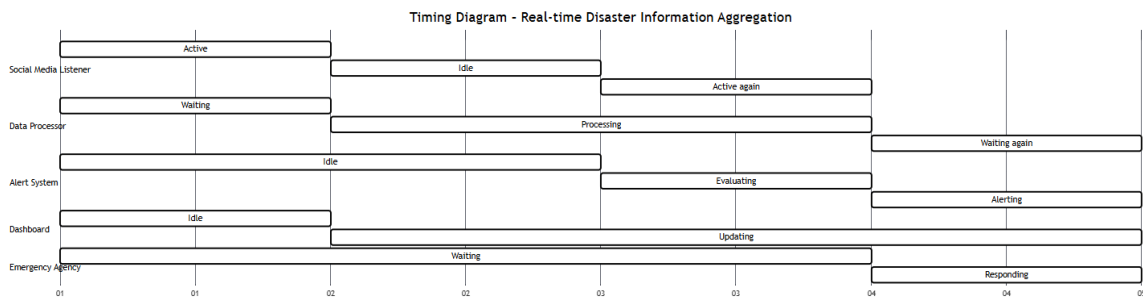 Timing Diagram - Real-time Disaster Information Aggregation
Active
Social Media Listener
Idle
Active again
Waiting
Data Processor
Processing
Waiting again
Idle
Alert System
Evaluating
Alerting
Idle
Dashboard
Updating
Waiting
Emergency Agency
Responding
01 01 02 02 03 03 04 04 05